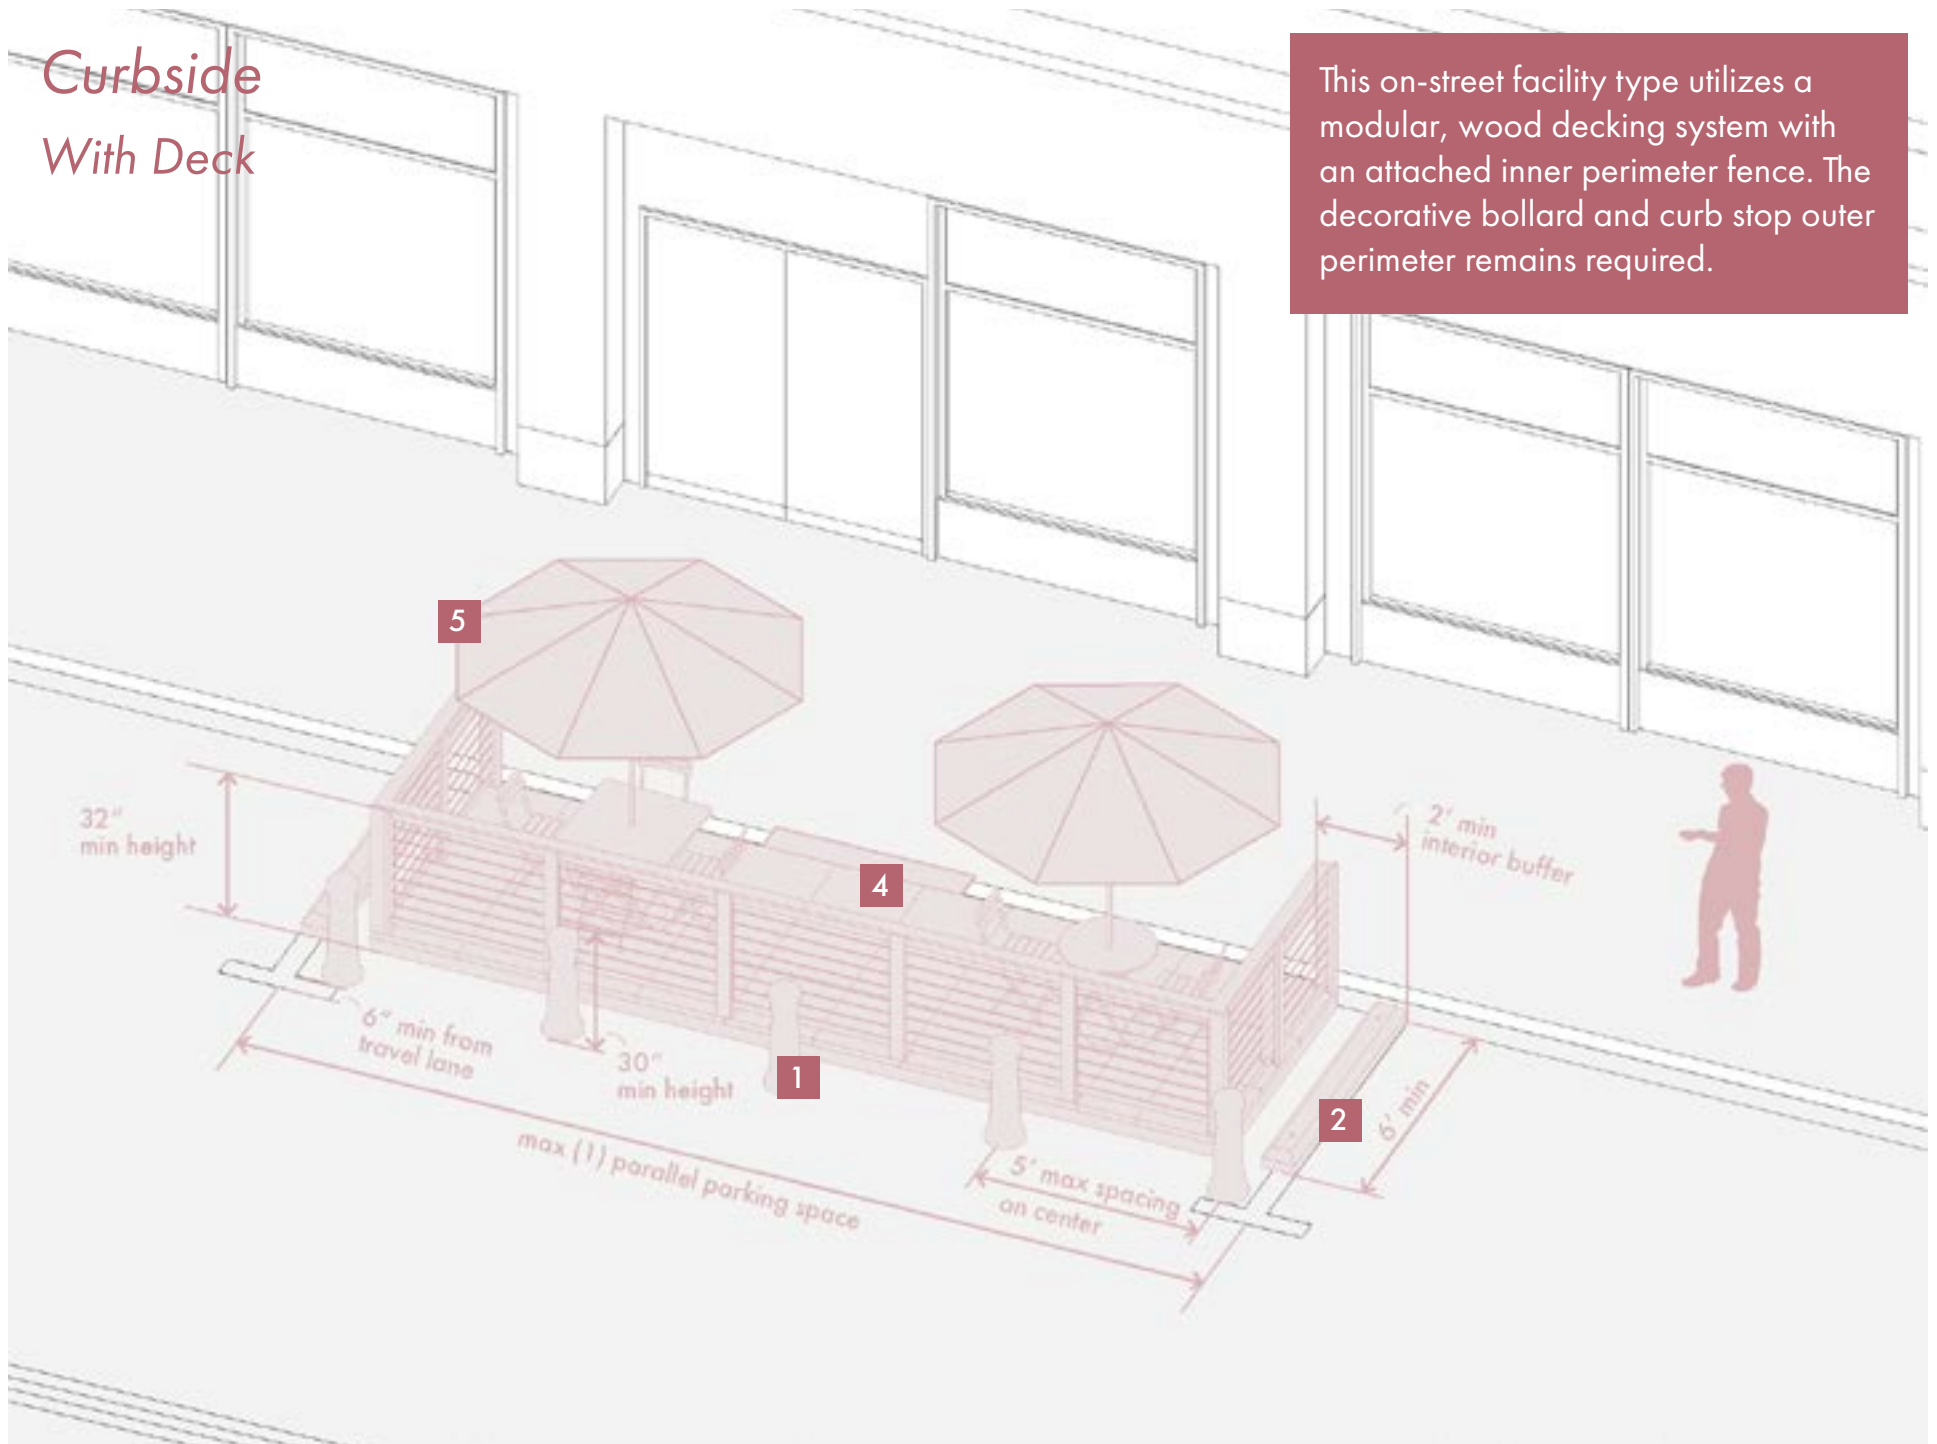 Curbside
With Deck
This on-street facility type utilizes a
modular, wood decking system with
an attached inner perimeter fence. The
decorative bollard and curb stop outer
perimeter remains required.
5
32"
min height
4
2' min
interior buffer
6" min from
travel lane
30"
min height
1
2
6' min
max (1) parallel parking space
5' max spacing
on center